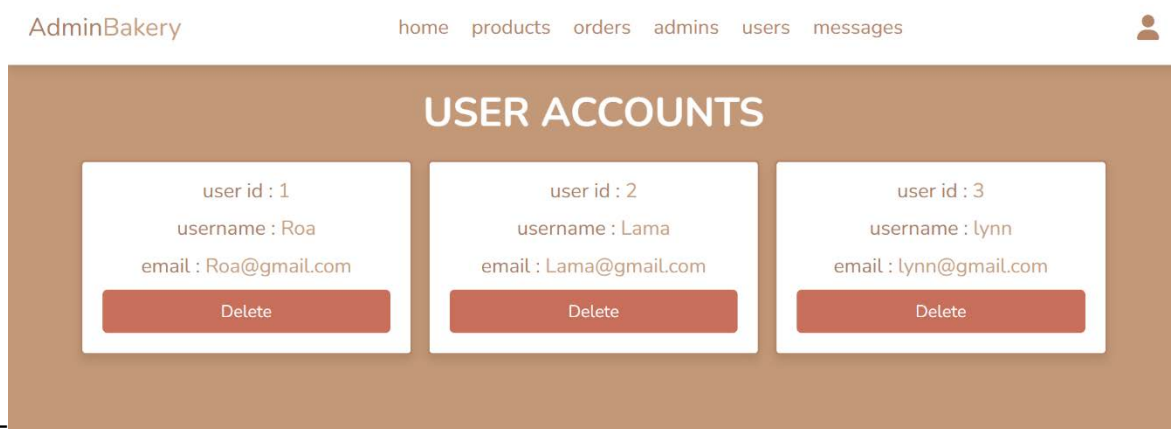 AdminBakery
home products orders admins users messages
USER ACCOUNTS
user id : 1
username : Roa
email : Roa@gmail.com
Delete
user id : 2
username : Lama
email : Lama@gmail.com
Delete
user id : 3
username : lynn
email : lynn@gmail.com
Delete